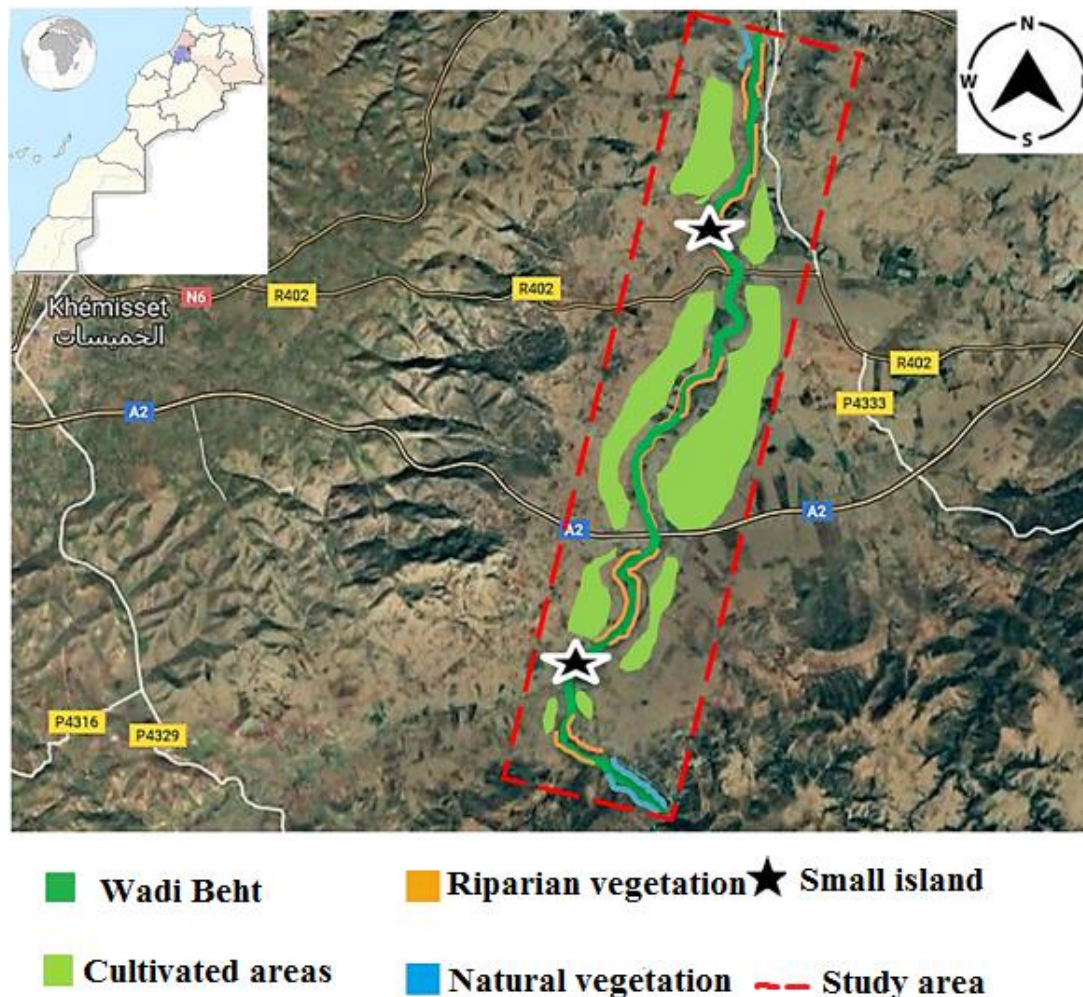 N
W
S
N6
R402
R402
Khémisset
الخميسات
R402
A2
P4333
A2
A2
P4316
P4329
Wadi Beht
Riparian vegetation
Small island
Cultivated areas
Natural vegetation
Study area